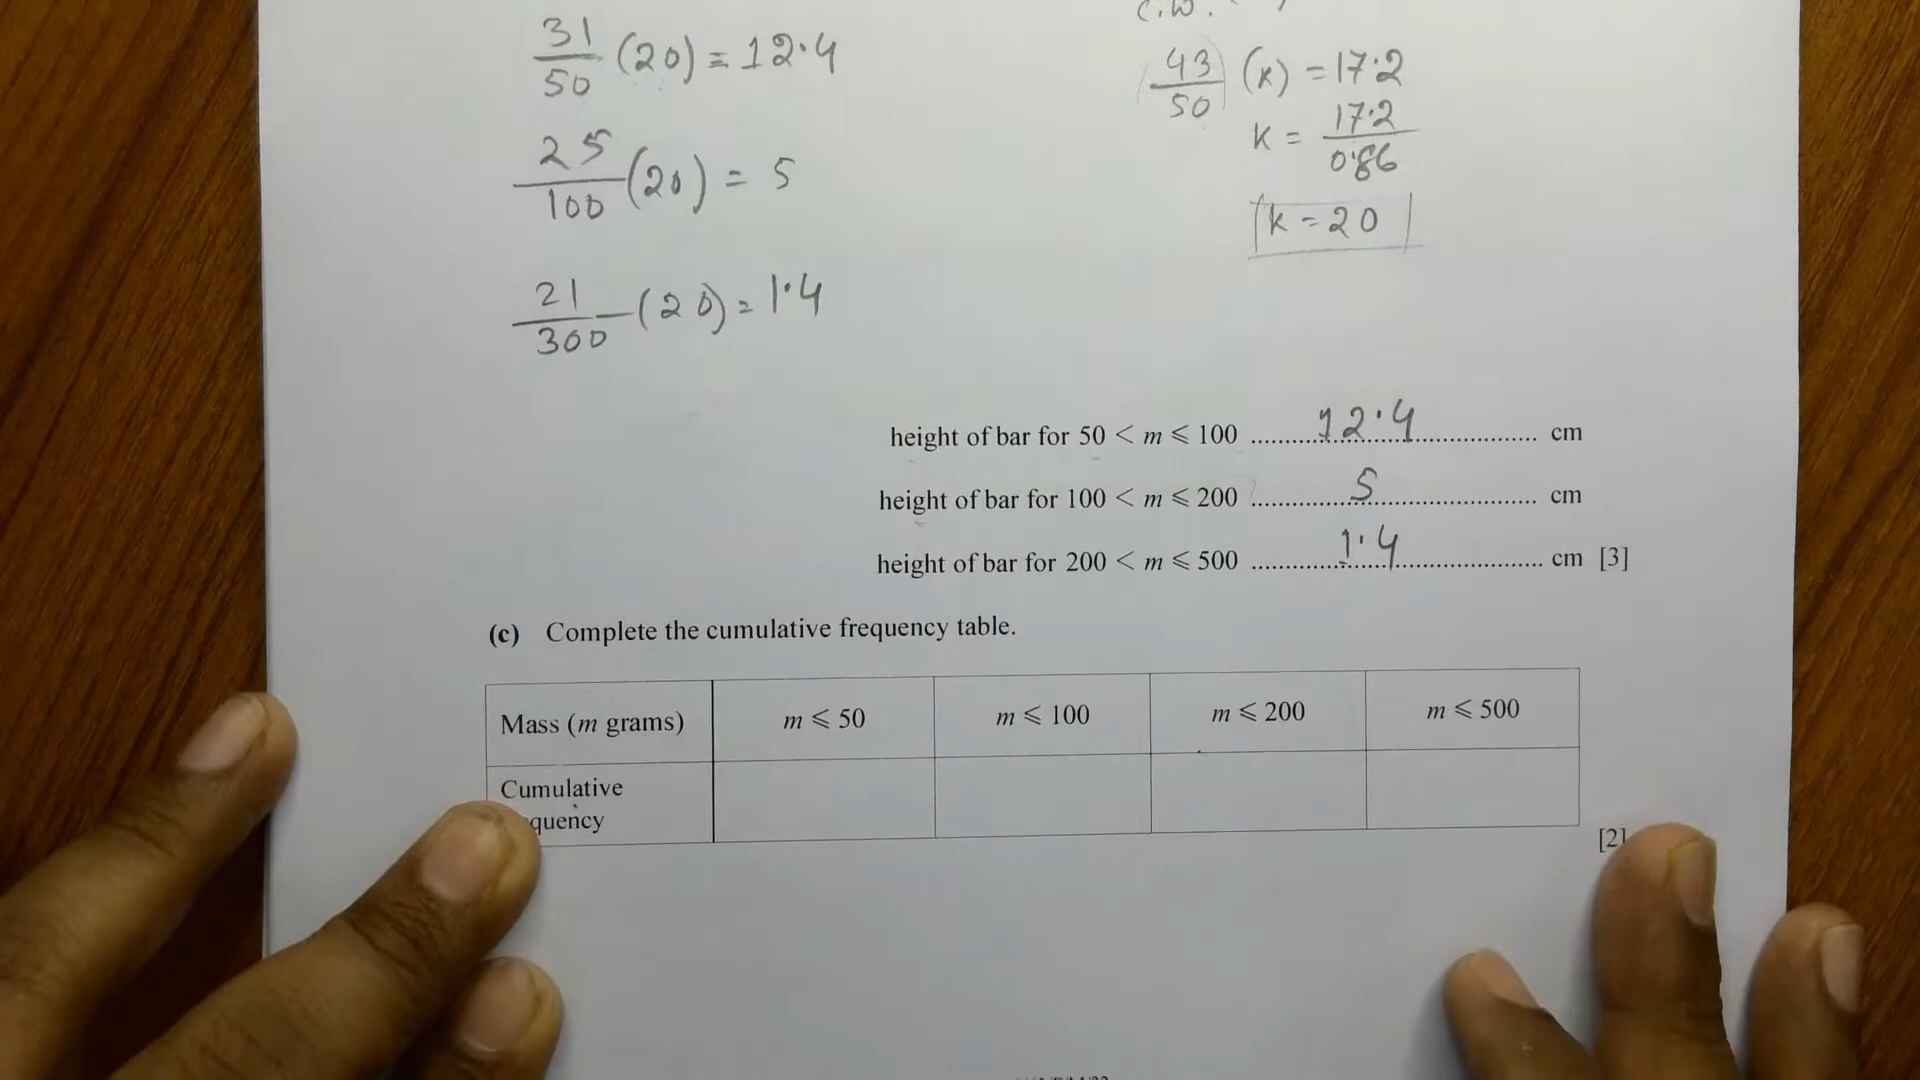 31/50 (20) = 12.4
25/100 (20) = 5
21/300 (20) = 1.4
C.W.
43/50 (k) = 17.2
k = 17.2/0.86
k = 20
height of bar for 50 < m ⩽ 100 ........ 12.4 ........ cm
height of bar for 100 < m ⩽ 200 ........ 5 ........ cm
height of bar for 200 < m ⩽ 500 ........ 1.4 ........ cm [3]
(c) Complete the cumulative frequency table.
Mass (m grams) m ⩽ 50 m ⩽ 100 m ⩽ 200 m ⩽ 500
Cumulative
quency
[2]